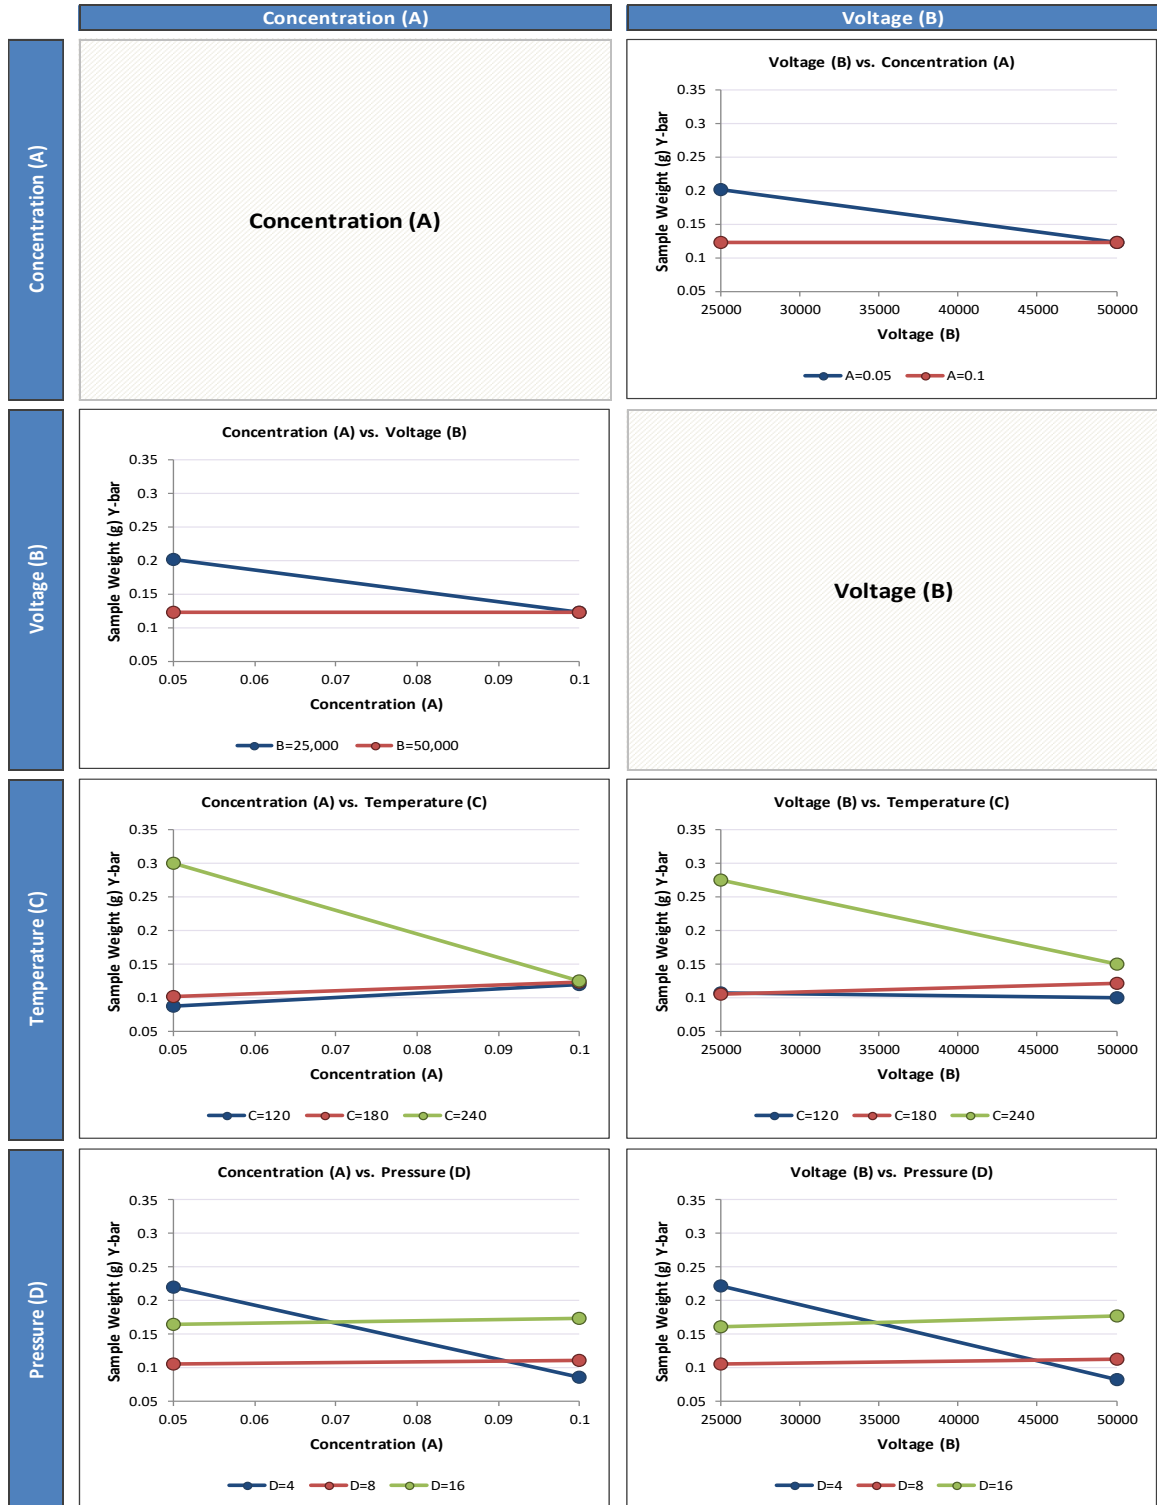 Concentration (A)
Voltage (B)
Concentration (A)
Concentration (A)
Voltage (B) vs. Concentration (A)
Sample Weight (g) Y-bar
0.35
0.3
0.25
0.2
0.15
0.1
0.05
25000 30000 35000 40000 45000 50000
Voltage (B)
A=0.05 A=0.1
Voltage (B)
Concentration (A) vs. Voltage (B)
Sample Weight (g) Y-bar
0.35
0.3
0.25
0.2
0.15
0.1
0.05
0.05 0.06 0.07 0.08 0.09 0.1
Concentration (A)
B=25,000 B=50,000
Voltage (B)
Temperature (C)
Concentration (A) vs. Temperature (C)
Sample Weight (g) Y-bar
0.35
0.3
0.25
0.2
0.15
0.1
0.05
0.05 0.06 0.07 0.08 0.09 0.1
Concentration (A)
C=120 C=180 C=240
Voltage (B) vs. Temperature (C)
Sample Weight (g) Y-bar
0.35
0.3
0.25
0.2
0.15
0.1
0.05
25000 30000 35000 40000 45000 50000
Voltage (B)
C=120 C=180 C=240
Pressure (D)
Concentration (A) vs. Pressure (D)
Sample Weight (g) Y-bar
0.35
0.3
0.25
0.2
0.15
0.1
0.05
0.05 0.06 0.07 0.08 0.09 0.1
Concentration (A)
D=4 D=8 D=16
Voltage (B) vs. Pressure (D)
Sample Weight (g) Y-bar
0.35
0.3
0.25
0.2
0.15
0.1
0.05
25000 30000 35000 40000 45000 50000
Voltage (B)
D=4 D=8 D=16